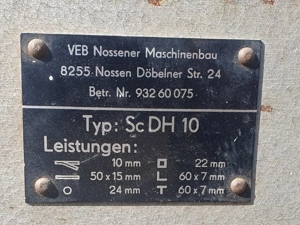 VEB Nossener Maschinenbau
8255 Nossen Döbelner Str. 24
Betr. Nr. 932 60 075
Typ: Sc DH 10
Leistungen:
10 mm 22 mm
50 x 15 mm 60 x 7 mm
24 mm 60 x 7 mm